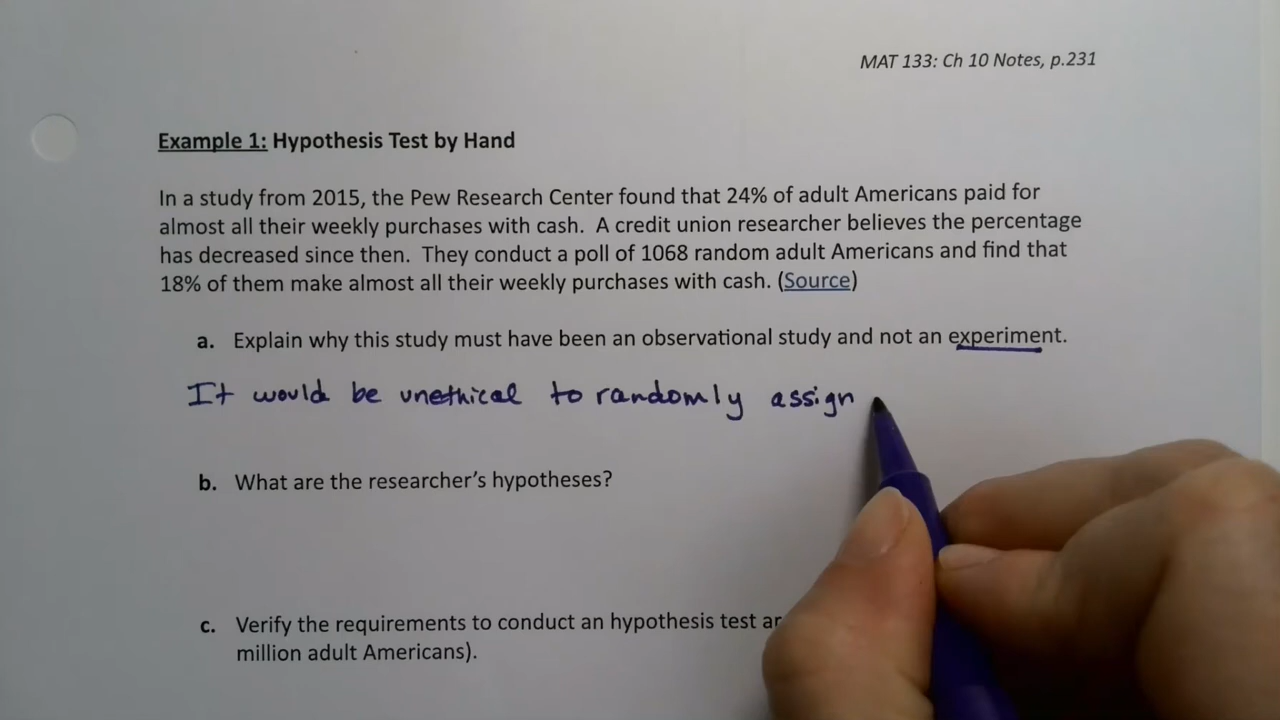 MAT 133: Ch 10 Notes, p.231
Example 1: Hypothesis Test by Hand
In a study from 2015, the Pew Research Center found that 24% of adult Americans paid for
almost all their weekly purchases with cash. A credit union researcher believes the percentage
has decreased since then. They conduct a poll of 1068 random adult Americans and find that
18% of them make almost all their weekly purchases with cash. (Source)
a. Explain why this study must have been an observational study and not an experiment.
It would be unethical to randomly assign
b. What are the researcher's hypotheses?
c. Verify the requirements to conduct an hypothesis test
million adult Americans).